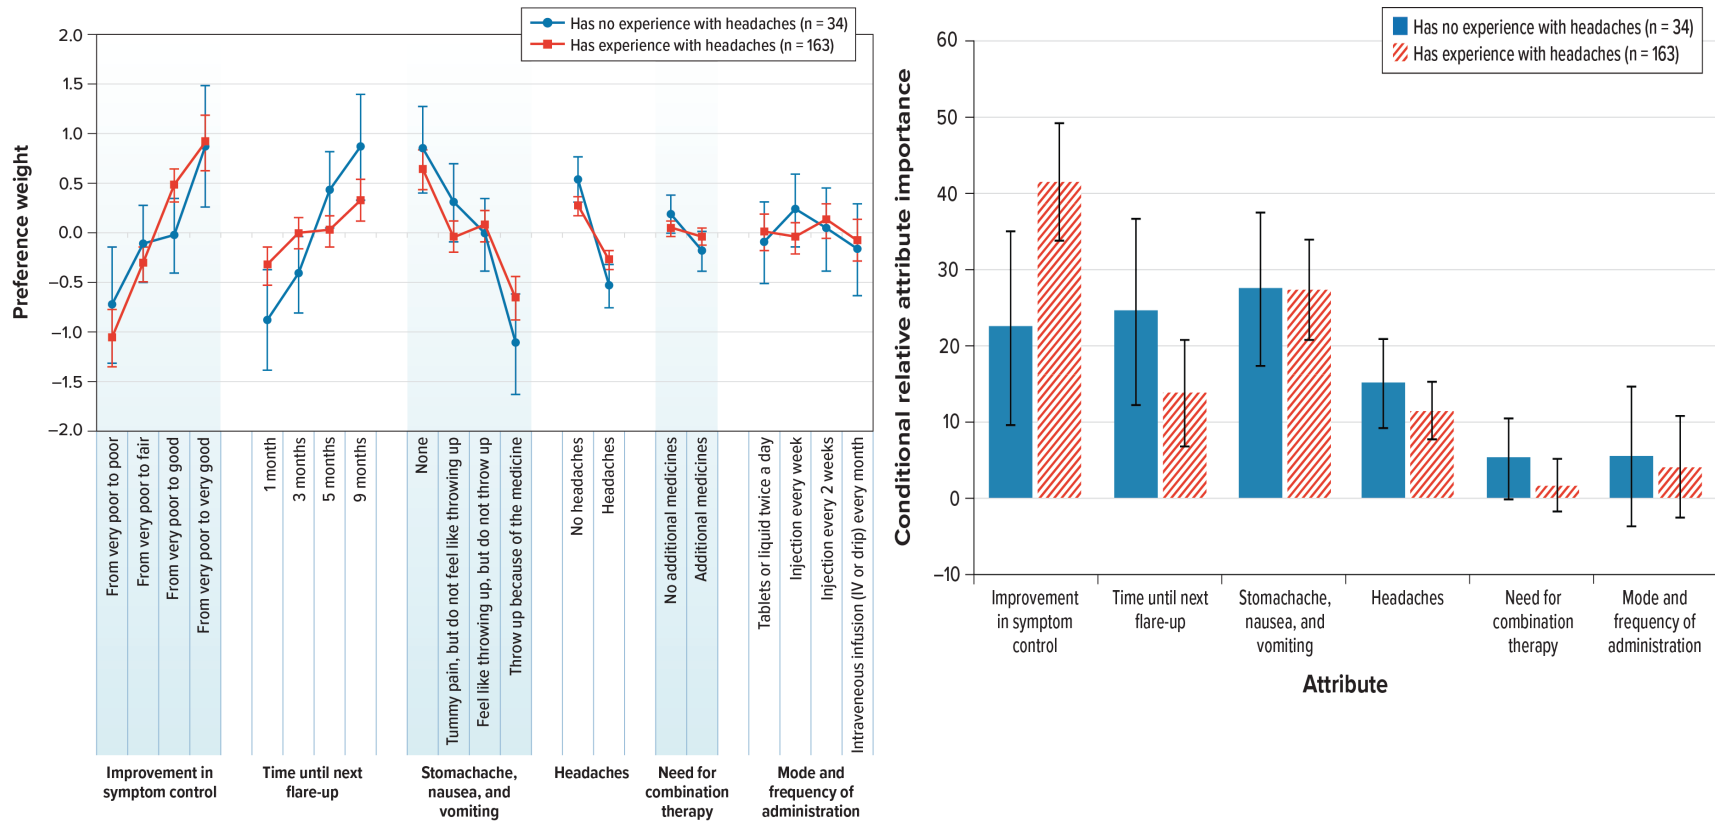 Has no experience with headaches (n = 34)
Has experience with headaches (n = 163)
Preference weight
2.0
1.5
1.0
0.5
0.0
−0.5
−1.0
−1.5
−2.0
From very poor to poor
From very poor to fair
From very poor to good
From very poor to very good
1 month
3 months
5 months
9 months
None
Tummy pain, but do not feel like throwing up
Feel like throwing up, but do not throw up
Throw up because of the medicine
No headaches
Headaches
No additional medicines
Additional medicines
Tablets or liquid twice a day
Injection every week
Injection every 2 weeks
Intraveneous infusion (IV or drip) every month
Improvement in
symptom control
Time until next
flare-up
Stomachache,
nausea, and
vomiting
Headaches
Need for
combination
therapy
Mode and
frequency of
administration
Has no experience with headaches (n = 34)
Has experience with headaches (n = 163)
Conditional relative attribute importance
60
50
40
30
20
10
0
−10
Improvement
in symptom
control
Time until next
flare-up
Stomachache,
nausea, and
vomiting
Headaches
Need for
combination
therapy
Mode and
frequency of
administration
Attribute